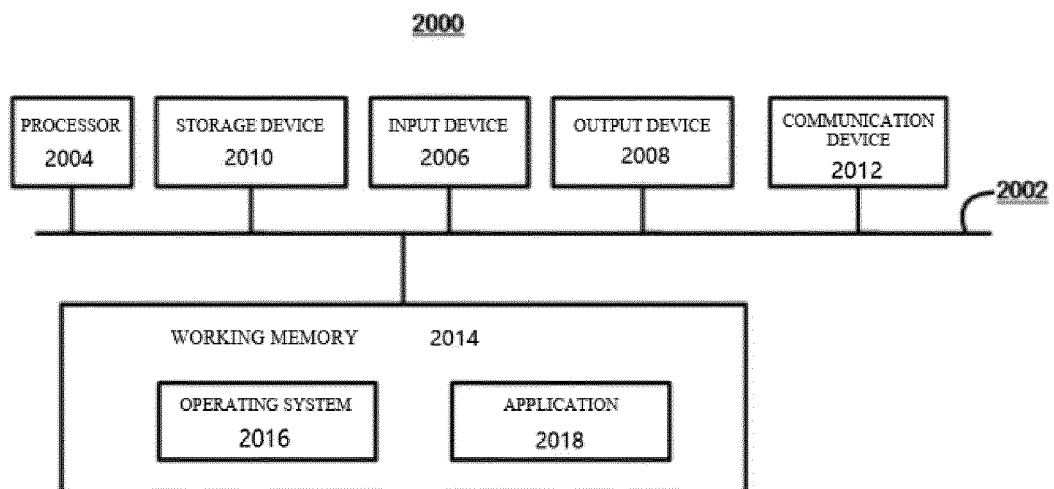 2000
PROCESSOR
2004
STORAGE DEVICE
2010
INPUT DEVICE
2006
OUTPUT DEVICE
2008
COMMUNICATION
DEVICE
2012
2002
WORKING MEMORY 2014
OPERATING SYSTEM
2016
APPLICATION
2018